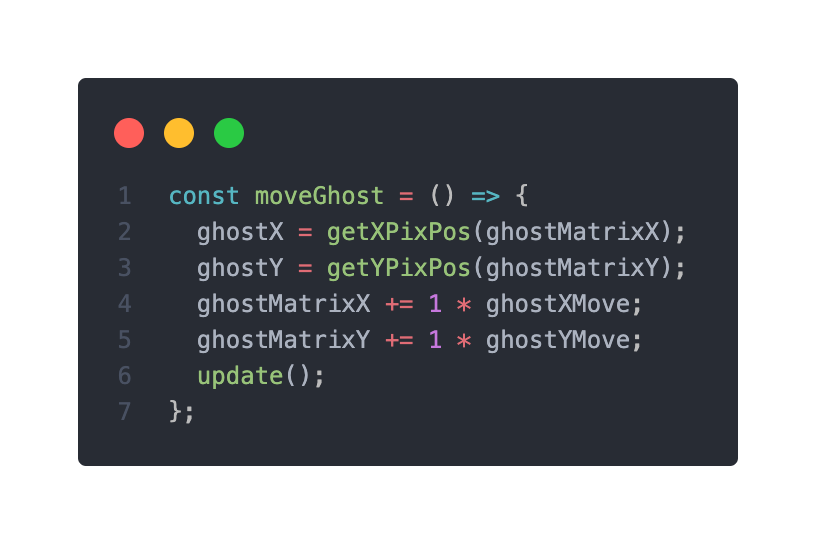 1 const moveGhost = () => {
2 ghostX = getXPixPos(ghostMatrixX);
3 ghostY = getYPixPos(ghostMatrixY);
4 ghostMatrixX += 1 * ghostXMove;
5 ghostMatrixY += 1 * ghostYMove;
6 update();
7 };